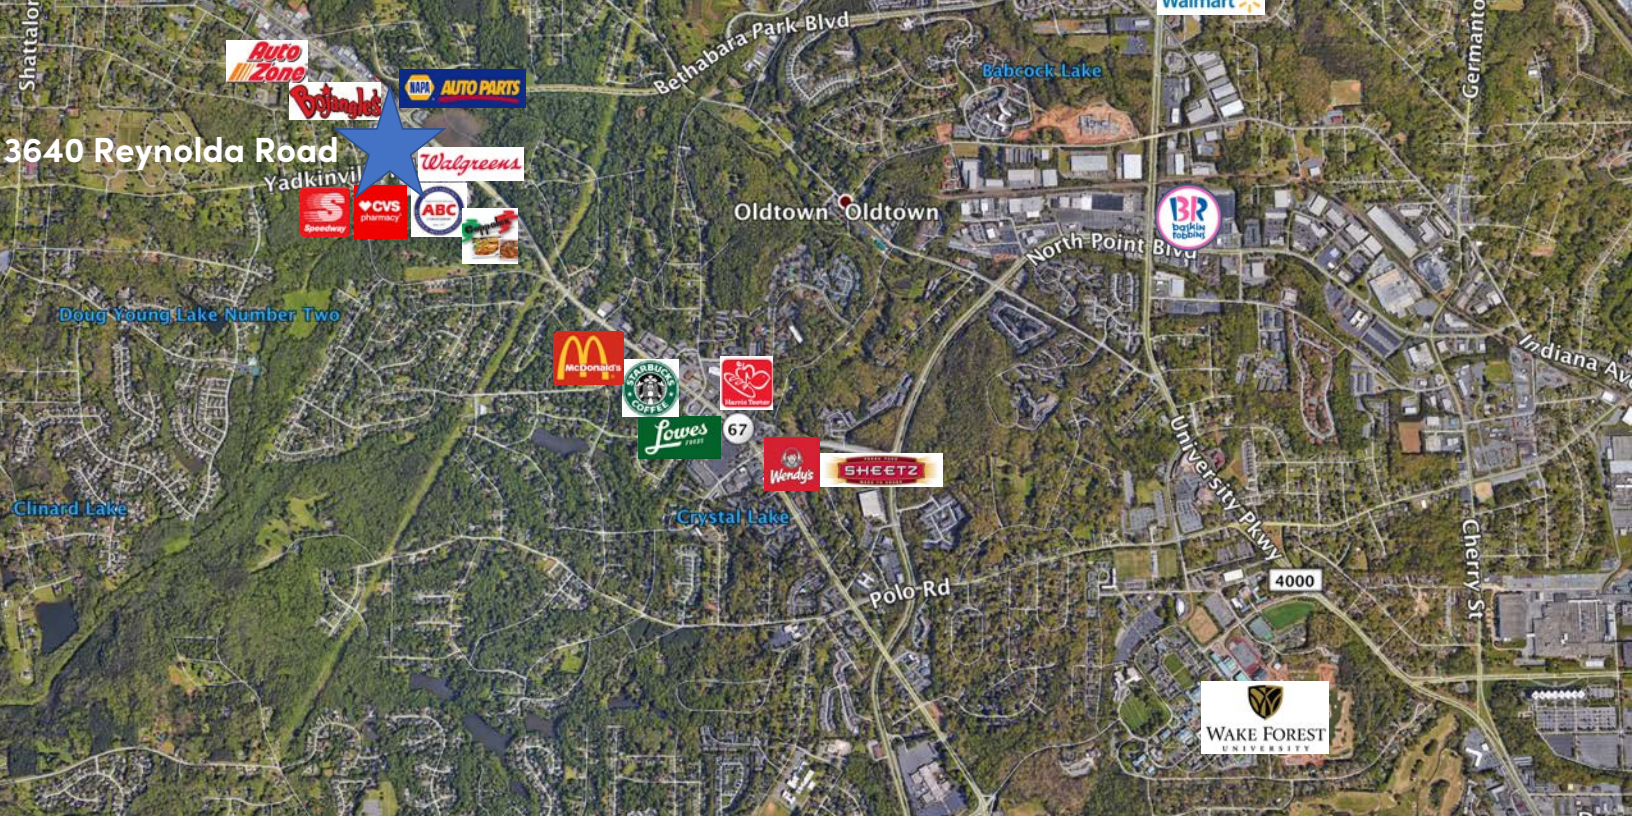 Walmart
Shattalon
Bethabara Park Blvd
Germanto
Auto
Zone
Babcock Lake
NAPA AUTO PARTS
Bojangles
3640 Reynolda Road
Walgreens
Yadkinvil
Speedway
CVS
pharmacy
ABC
Oldtown Oldtown
BR
baskin
robbins
North Point Blvd
Doug Young Lake Number Two
Indiana Ave
McDonald's
STARBUCKS
COFFEE
Harris Teeter
Lowes
FOODS
67
Wendy's
SHEETZ
University Pkwy
Clinard Lake
Crystal Lake
Cherry St
4000
Polo Rd
WAKE FOREST
UNIVERSITY